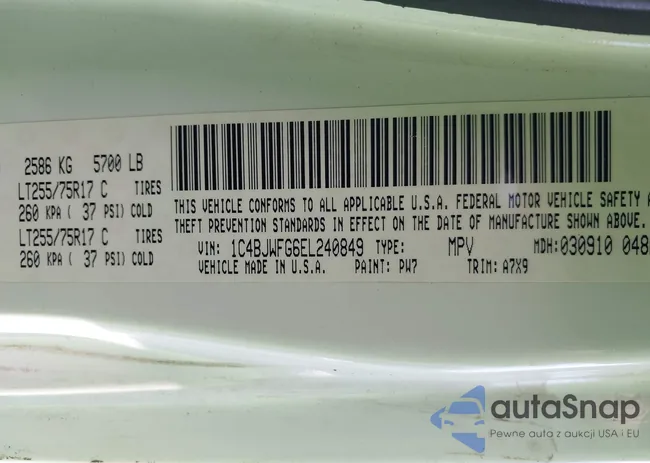 2586 KG 5700 LB
LT255/75R17 C TIRES
260 KPA ( 37 PSI) COLD
LT255/75R17 C TIRES
260 KPA ( 37 PSI) COLD
THIS VEHICLE CONFORMS TO ALL APPLICABLE U.S.A. FEDERAL MOTOR VEHICLE SAFETY A
THEFT PREVENTION STANDARDS IN EFFECT ON THE DATE OF MANUFACTURE SHOWN ABOVE.
VIN: 1C4BJWFG6EL240849 TYPE: MPV MDH: 030910 048
VEHICLE MADE IN U.S.A. PAINT: PW7 TRIM: A7X9
autaSnap
Pewne auta z aukcji USA i EU